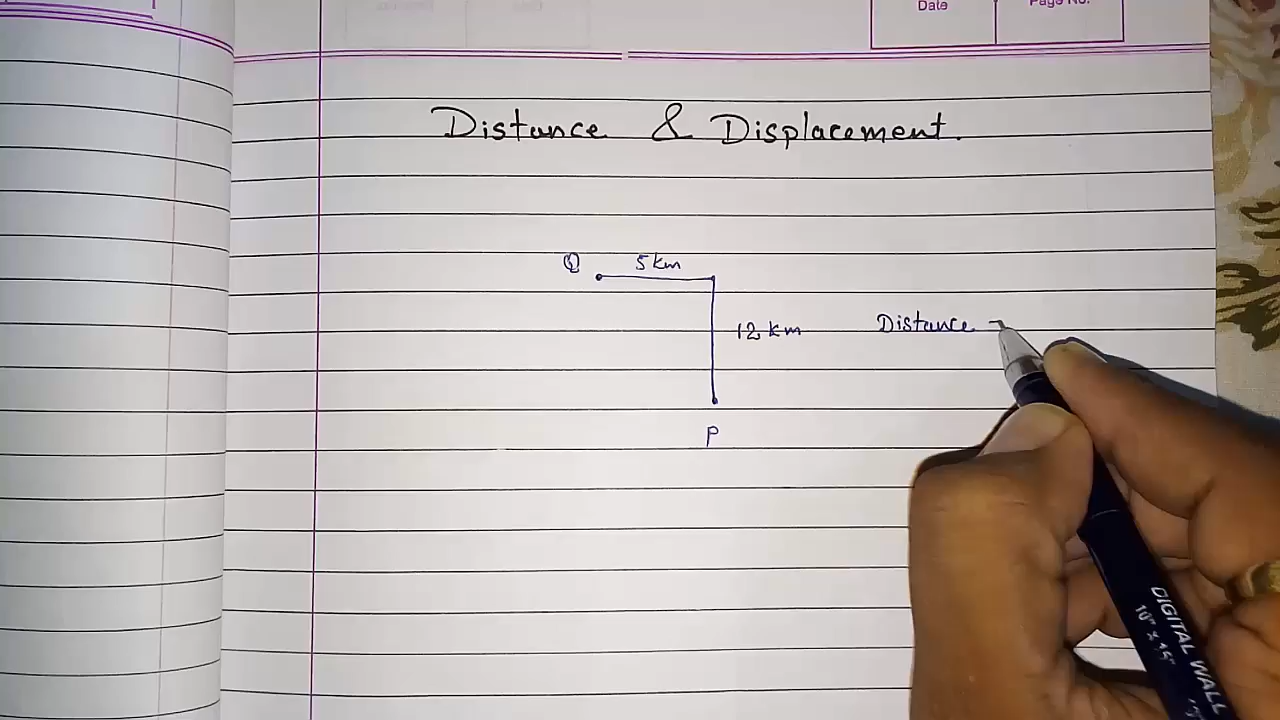 Date Page No.
Distance & Displacement.
Q 5 km
12 km Distance =
P
DIGITAL WALL